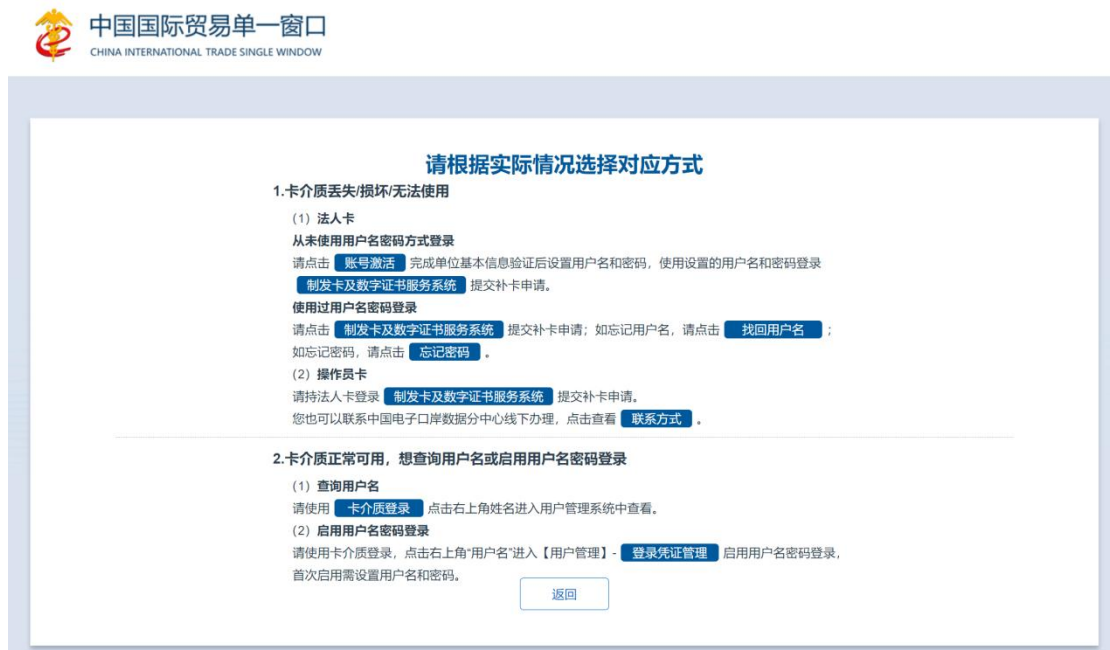 中国国际贸易单一窗口
CHINA INTERNATIONAL TRADE SINGLE WINDOW
请根据实际情况选择对应方式
1.卡介质丢失/损坏/无法使用
（1）法人卡
从未使用用户名密码方式登录
请点击 账号激活 完成单位基本信息验证后设置用户名和密码，使用设置的用户名和密码登录
制发卡及数字证书服务系统 提交补卡申请。
使用过用户名密码登录
请点击 制发卡及数字证书服务系统 提交补卡申请；如忘记用户名，请点击 找回用户名 ；
如忘记密码，请点击 忘记密码 。
（2）操作员卡
请持法人卡登录 制发卡及数字证书服务系统 提交补卡申请。
您也可以联系中国电子口岸数据分中心线下办理，点击查看 联系方式 。
2.卡介质正常可用，想查询用户名或启用用户名密码登录
（1）查询用户名
请使用 卡介质登录 点击右上角姓名进入用户管理系统中查看。
（2）启用用户名密码登录
请使用卡介质登录，点击右上角“用户名”进入【用户管理】- 登录凭证管理 启用用户名密码登录，
首次启用需设置用户名和密码。
返回